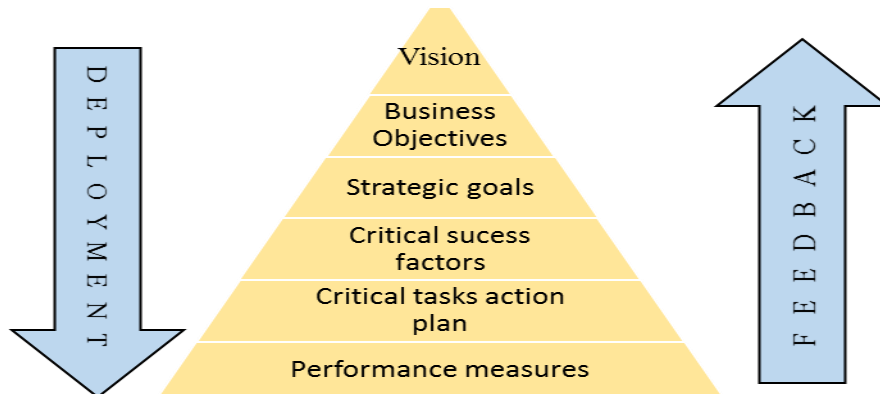 DEPLOYMENT
Vision
Business
Objectives
Strategic goals
Critical sucess
factors
Critical tasks action
plan
Performance measures
FEEDBACK